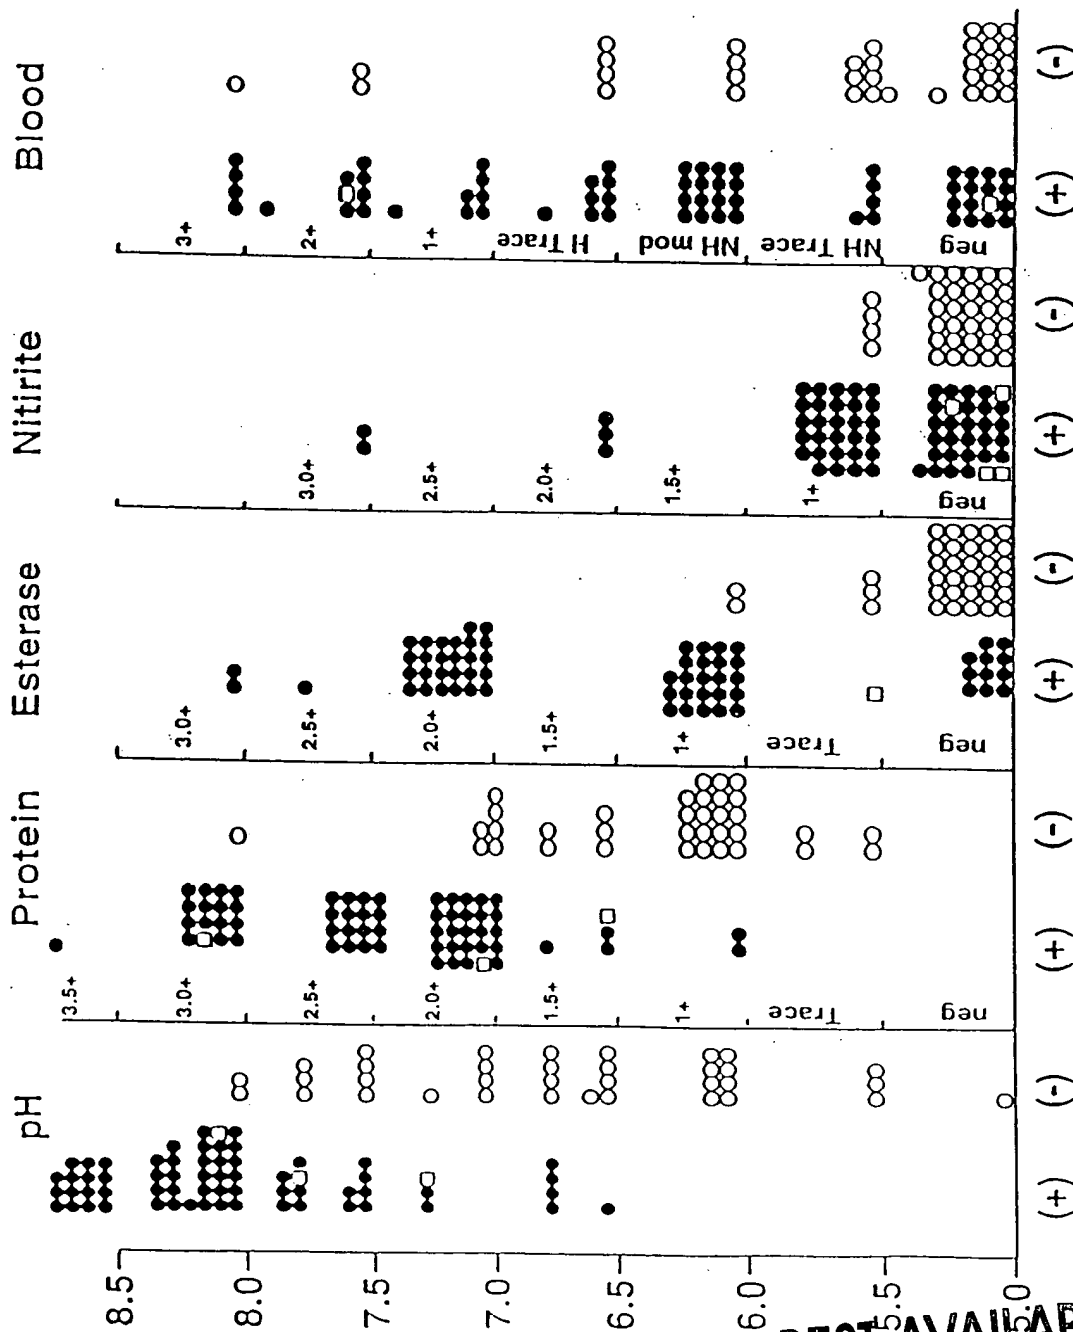 pH Protein Esterase Nitirite Blood
8.5
8.0
7.5
7.0
6.5
6.0
5.5
5.0
3.5+
3.0+
2.5+
2.0+
1.5+
1+
Trace
neg
3.0+
2.5+
2.0+
1.5+
1+
Trace
neg
3.0+
2.5+
2.0+
1.5+
1+
neg
3+
2+
1+
H Trace
NH mod
NH Trace
neg
(+) (-) (+) (-) (+) (-) (+) (-) (+) (-)